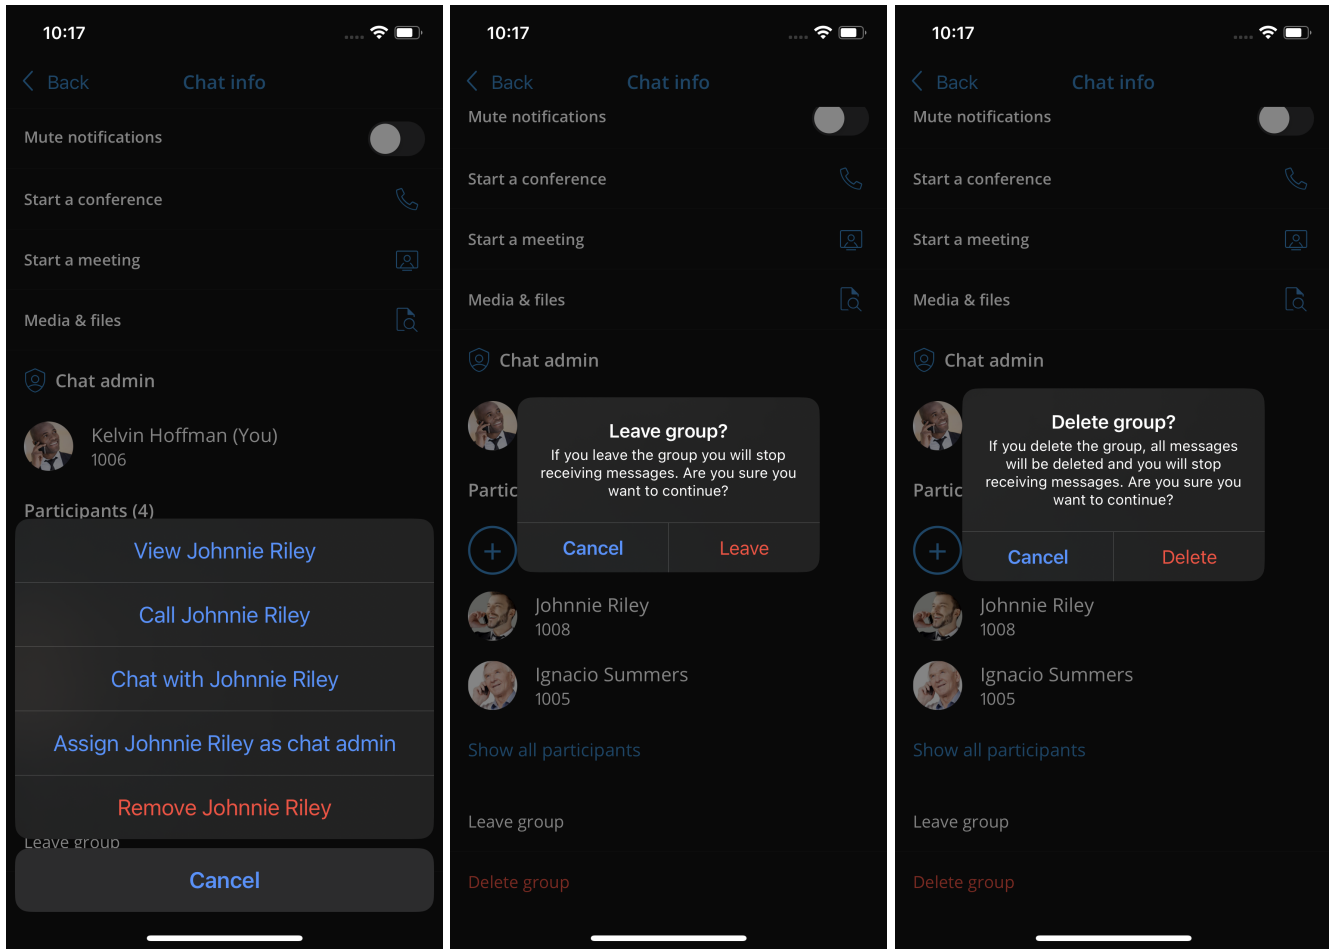 10:17
Back
Chat info
Mute notifications
Start a conference
Start a meeting
Media & files
Chat admin
Kelvin Hoffman (You)
1006
Participants (4)
View Johnnie Riley
Call Johnnie Riley
Chat with Johnnie Riley
Assign Johnnie Riley as chat admin
Remove Johnnie Riley
Leave group
Cancel
10:17
Back
Chat info
Mute notifications
Start a conference
Start a meeting
Media & files
Chat admin
Leave group?
If you leave the group you will stop
receiving messages. Are you sure you
want to continue?
Cancel
Leave
Partic
Johnnie Riley
1008
Ignacio Summers
1005
Show all participants
Leave group
Delete group
10:17
Back
Chat info
Mute notifications
Start a conference
Start a meeting
Media & files
Chat admin
Delete group?
If you delete the group, all messages
will be deleted and you will stop
receiving messages. Are you sure you
want to continue?
Cancel
Delete
Partic
Johnnie Riley
1008
Ignacio Summers
1005
Show all participants
Leave group
Delete group